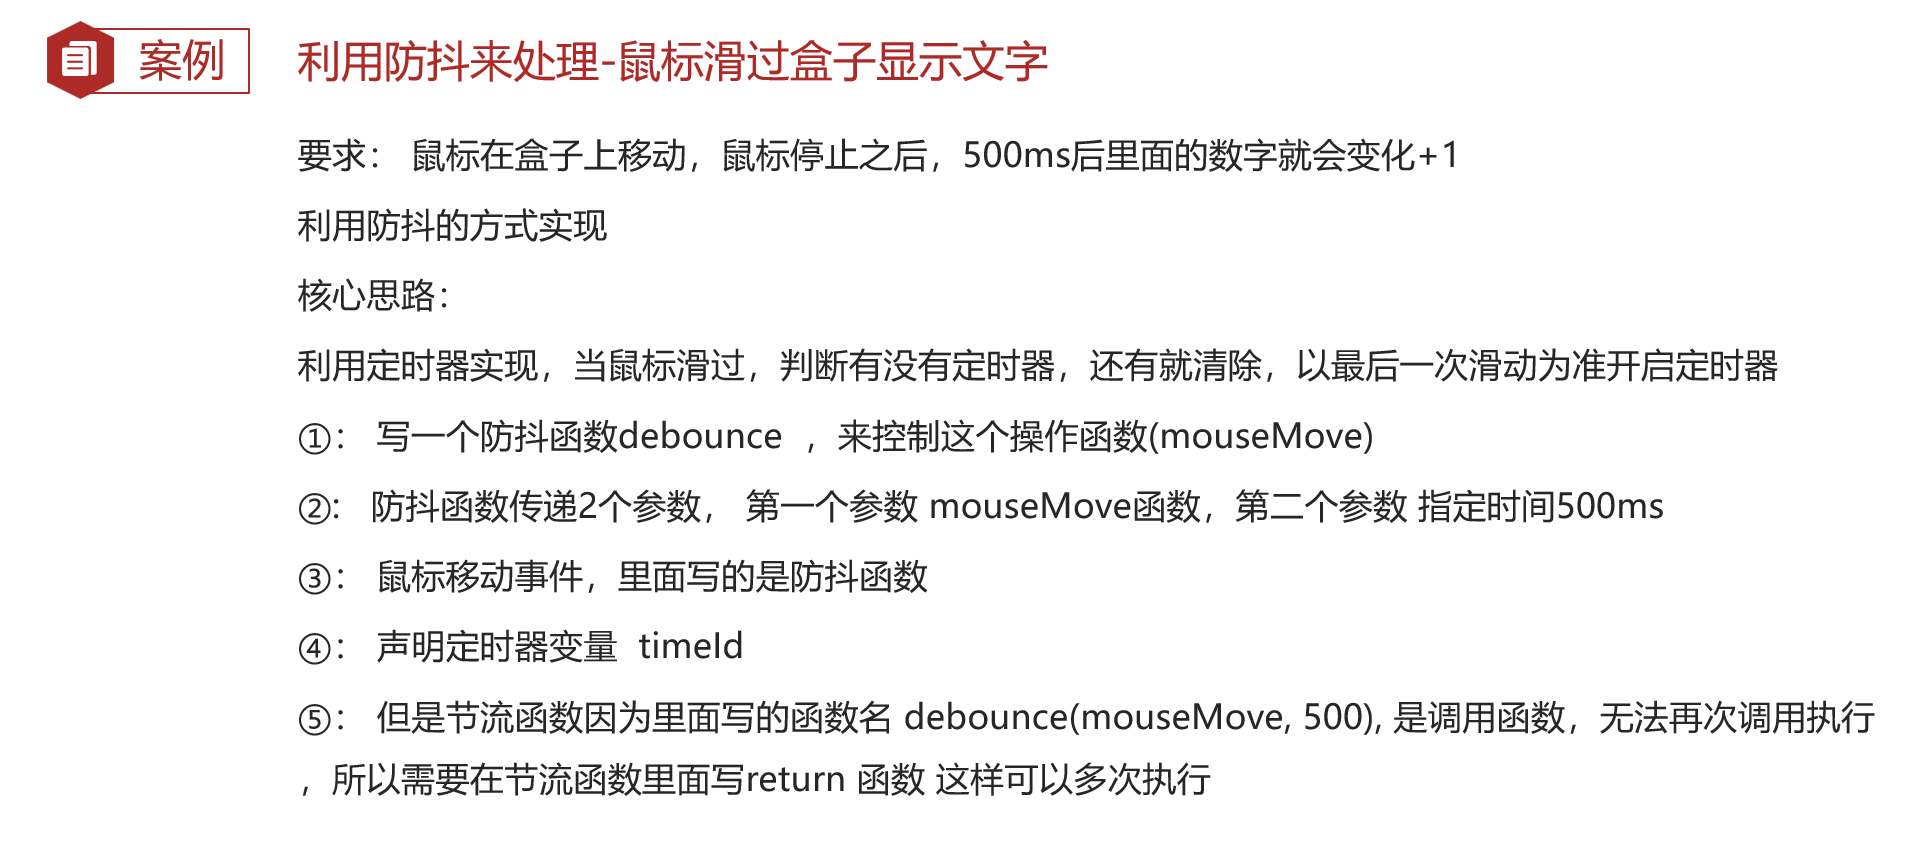 案例
利用防抖来处理-鼠标滑过盒子显示文字
要求： 鼠标在盒子上移动，鼠标停止之后，500ms后里面的数字就会变化+1
利用防抖的方式实现
核心思路：
利用定时器实现，当鼠标滑过，判断有没有定时器，还有就清除，以最后一次滑动为准开启定时器
①： 写一个防抖函数debounce ，来控制这个操作函数(mouseMove)
②： 防抖函数传递2个参数， 第一个参数 mouseMove函数，第二个参数 指定时间500ms
③： 鼠标移动事件，里面写的是防抖函数
④： 声明定时器变量 timeId
⑤： 但是节流函数因为里面写的函数名 debounce(mouseMove, 500), 是调用函数，无法再次调用执行
，所以需要在节流函数里面写return 函数 这样可以多次执行